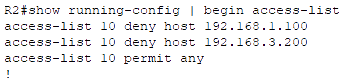 R2#show running-config | begin access-list
access-list 10 deny host 192.168.1.100
access-list 10 deny host 192.168.3.200
access-list 10 permit any
!